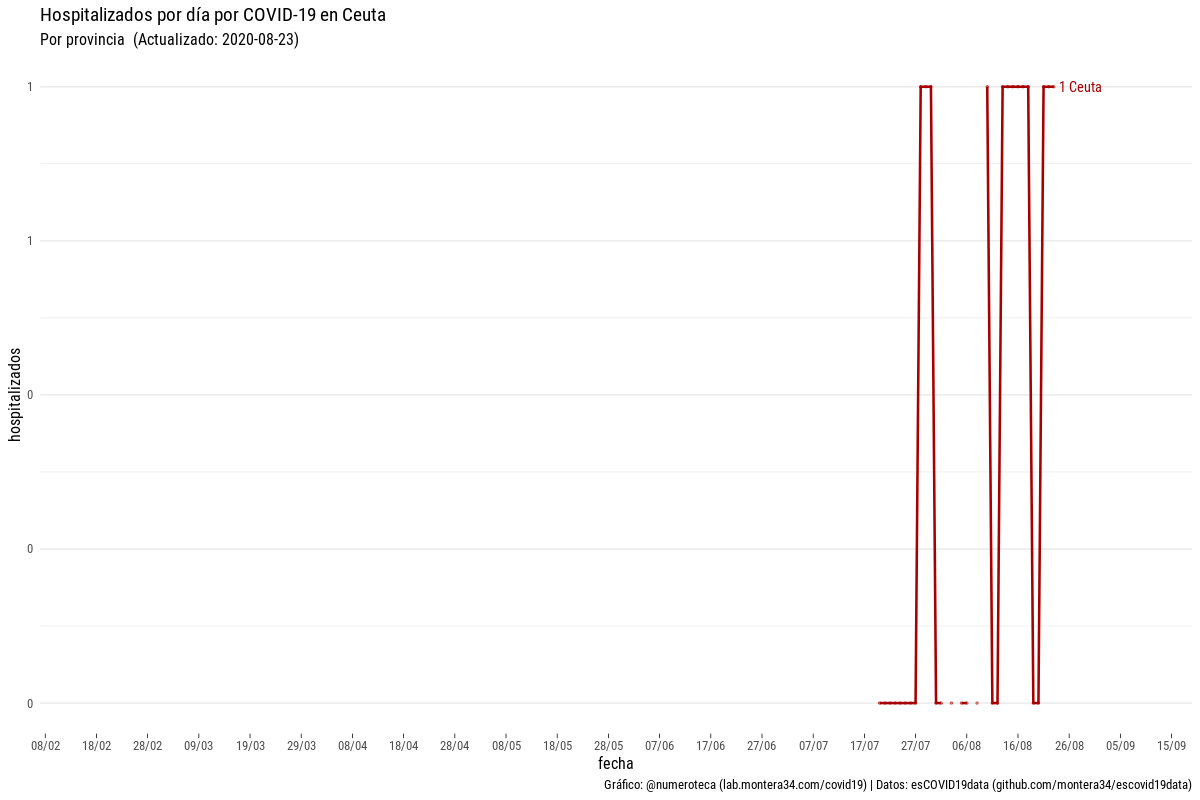 Hospitalizados por día por COVID-19 en Ceuta
Por provincia  (Actualizado: 2020-08-23)
1
1 Ceuta
1
hospitalizados
0
0
0
08/02 18/02 28/02 09/03 19/03 29/03 08/04 18/04 28/04 08/05 18/05 28/05 07/06 17/06 27/06 07/07 17/07 27/07 06/08 16/08 26/08 05/09 15/09
fecha
Gráfico: @numeroteca (lab.montera34.com/covid19) | Datos: esCOVID19data (github.com/montera34/escovid19data)